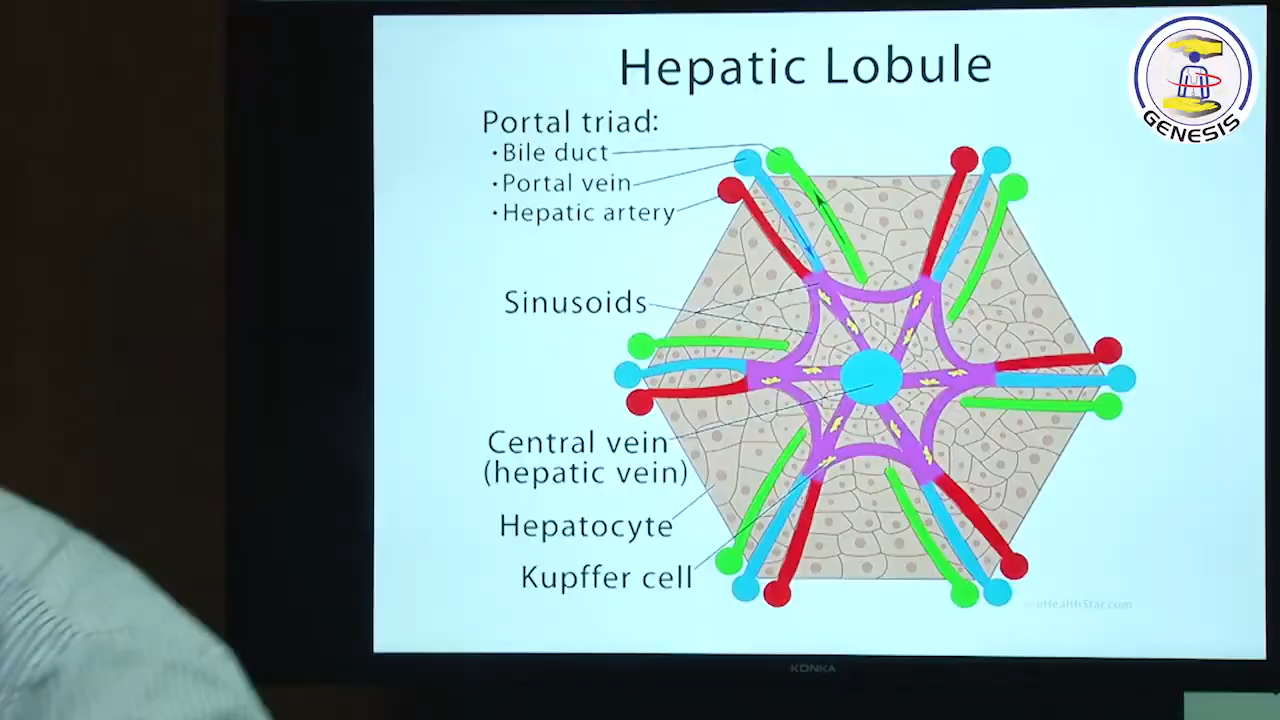 Hepatic Lobule
GENESIS
Portal triad:
· Bile duct
· Portal vein
· Hepatic artery
Sinusoids
Central vein
(hepatic vein)
Hepatocyte
Kupffer cell
KONKA